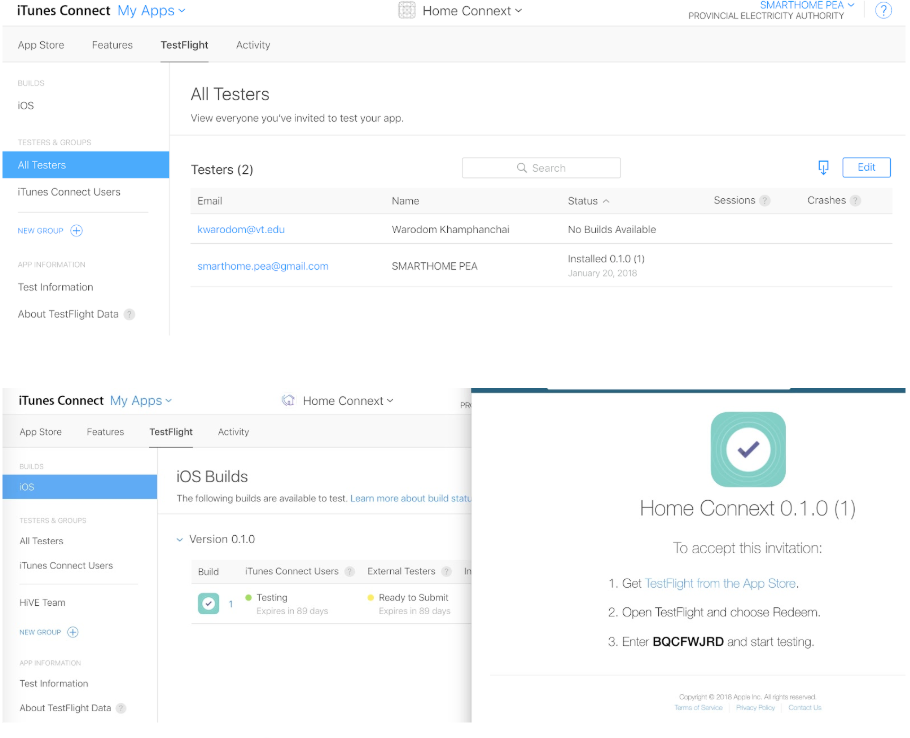 iTunes Connect My Apps Home Connext SMARTHOME PEA
PROVINCIAL ELECTRICITY AUTHORITY ?
App Store Features TestFlight Activity
BUILDS
iOS
TESTERS & GROUPS
All Testers
iTunes Connect Users
NEW GROUP
APP INFORMATION
Test Information
About TestFlight Data ?
All Testers
View everyone you've invited to test your app.
Testers (2) Search Edit
Email Name Status Sessions ? Crashes ?
kwarodom@vt.edu Warodom Khamphanchai No Builds Available
smarthome.pea@gmail.com SMARTHOME PEA Installed 0.1.0 (1)
January 20, 2018
iTunes Connect My Apps Home Connext
App Store Features TestFlight Activity
BUILDS
iOS
TESTERS & GROUPS
All Testers
iTunes Connect Users
HiVE Team
NEW GROUP
APP INFORMATION
Test Information
About TestFlight Data ?
iOS Builds
The following builds are available to test. Learn more about build statu
Version 0.1.0
Build iTunes Connect Users ? External Testers ? In
1 Testing Ready to Submit
Expires in 89 days Expires in 89 days
Home Connext 0.1.0 (1)
To accept this invitation:
1. Get TestFlight from the App Store.
2. Open TestFlight and choose Redeem.
3. Enter BQCFWJRD and start testing.
Copyright © 2018 Apple Inc. All rights reserved.
Terms of Service | Privacy Policy | Contact Us